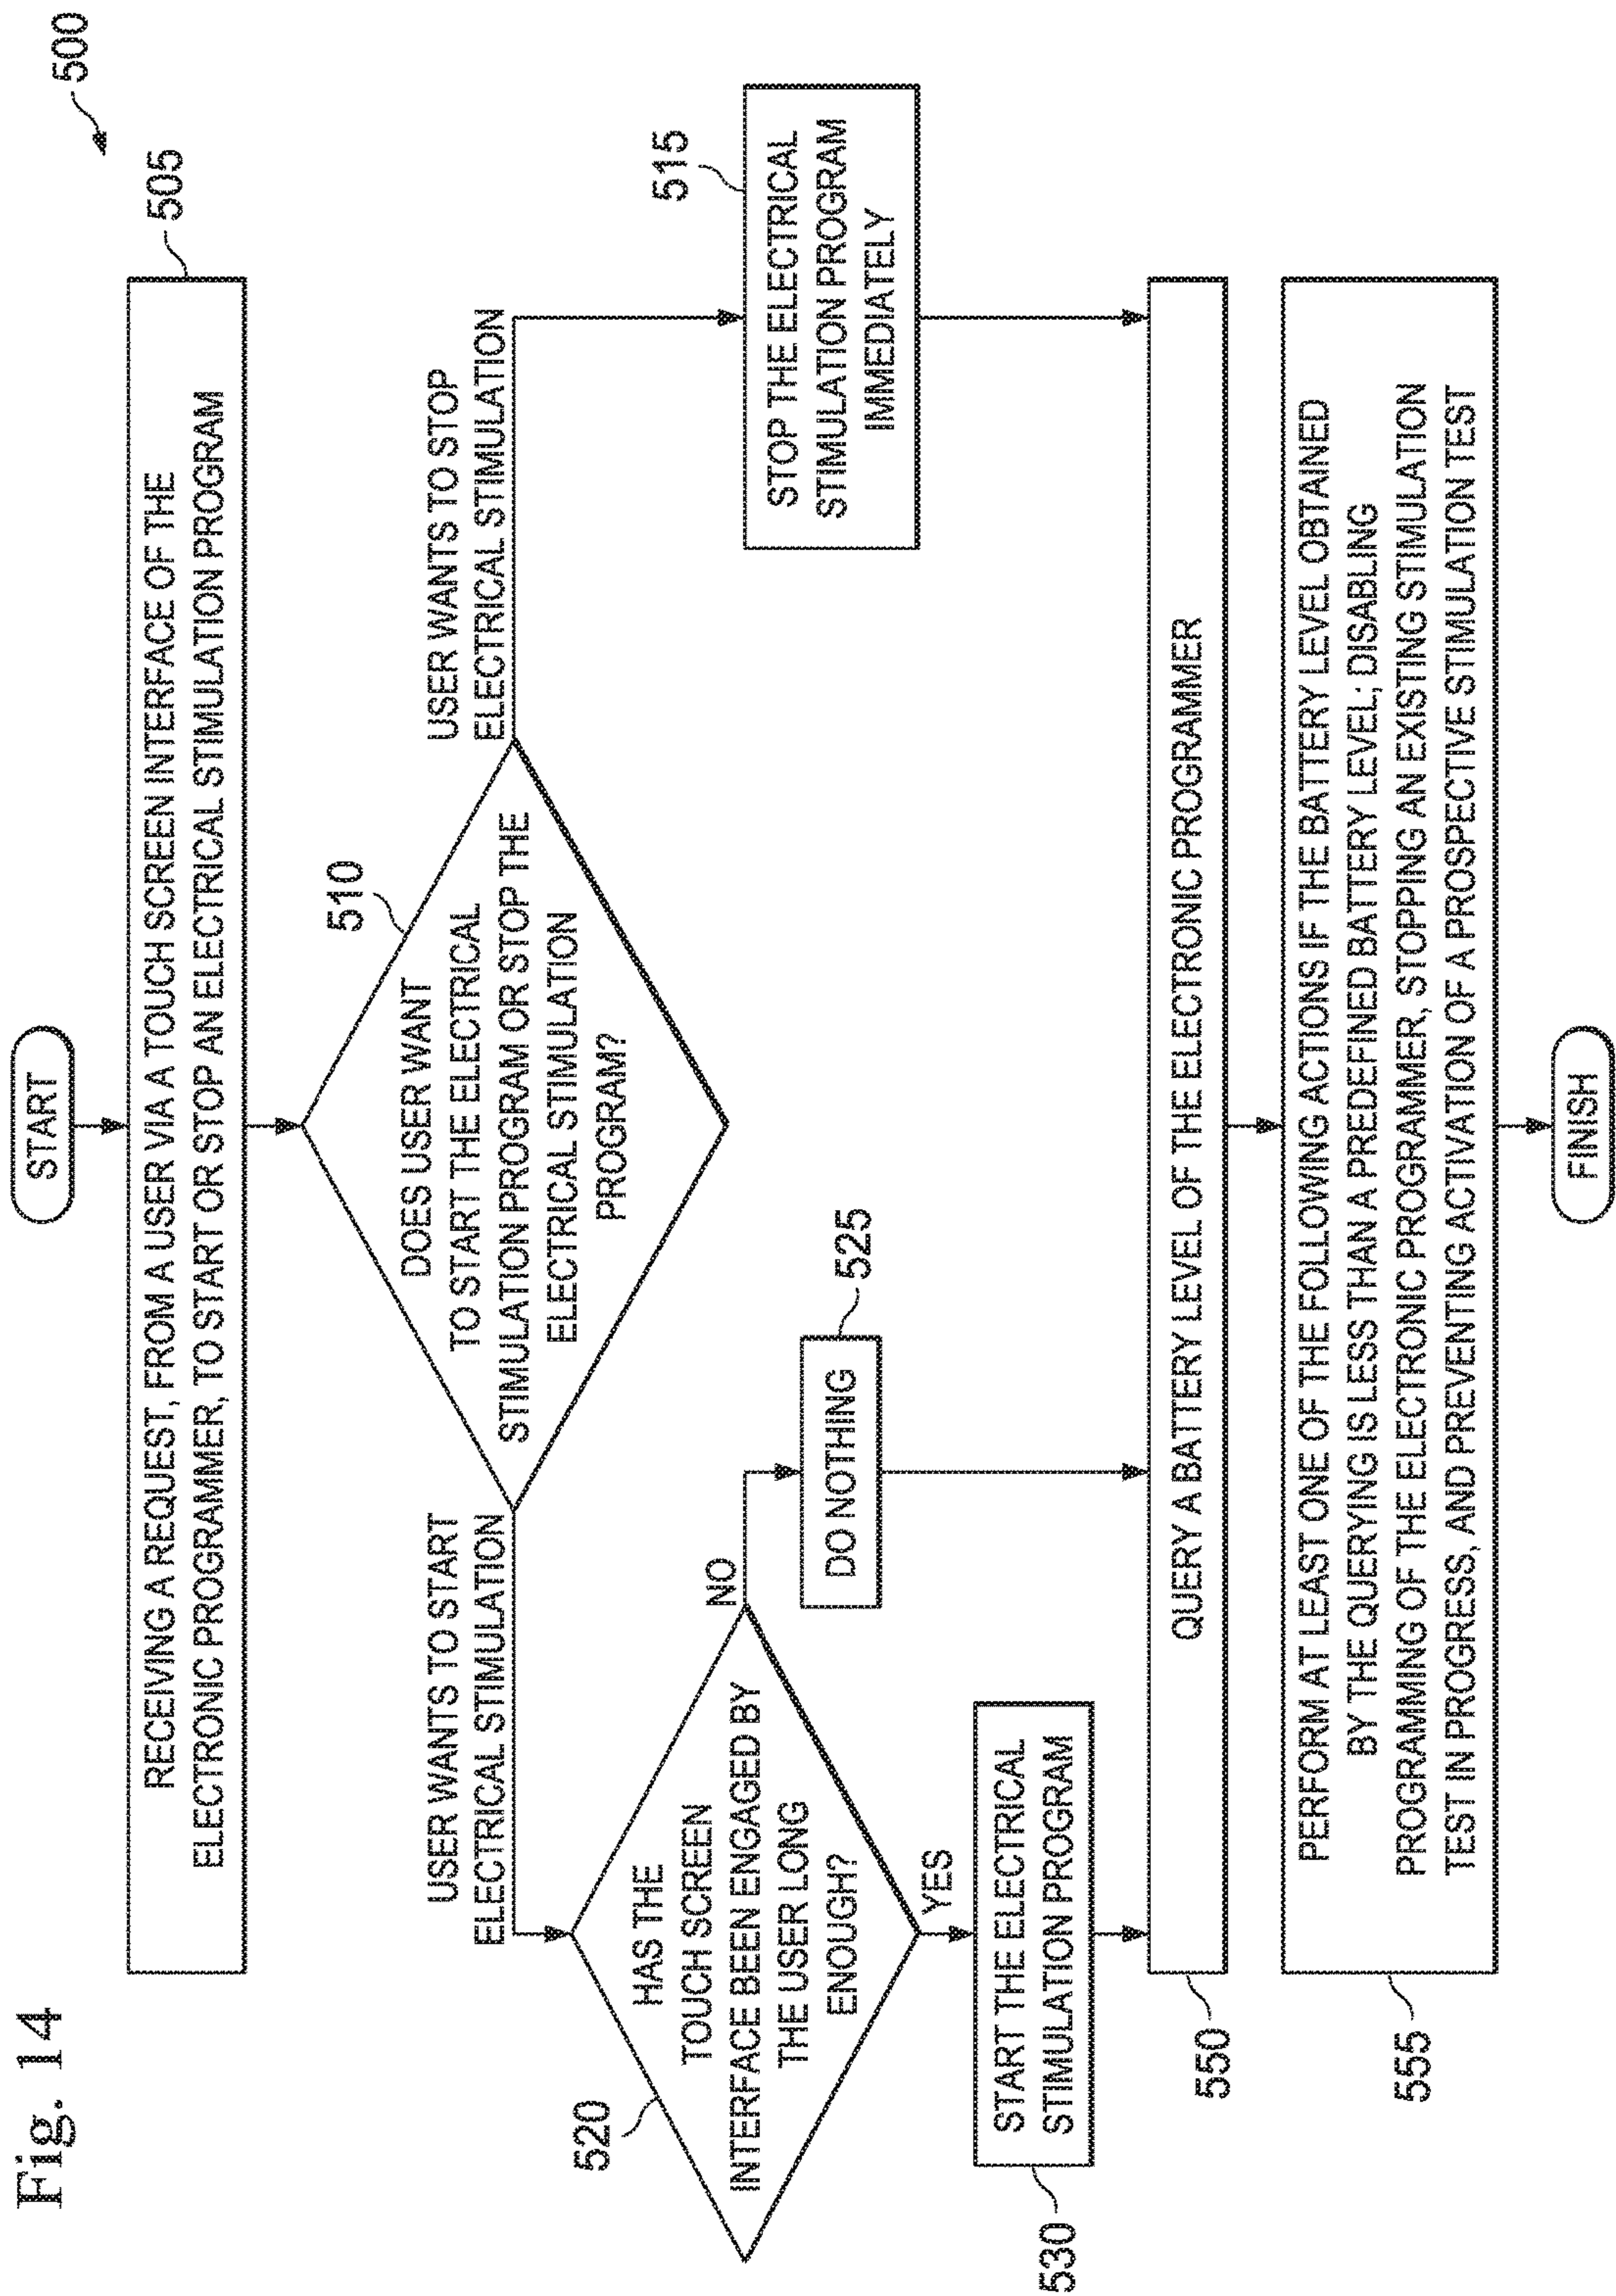 Fig. 14
500
START
RECEIVING A REQUEST, FROM A USER VIA A TOUCH SCREEN INTERFACE OF THE
ELECTRONIC PROGRAMMER, TO START OR STOP AN ELECTRICAL STIMULATION PROGRAM
505
510
DOES USER WANT
TO START THE ELECTRICAL
STIMULATION PROGRAM OR STOP THE
ELECTRICAL STIMULATION
PROGRAM?
USER WANTS TO START
ELECTRICAL STIMULATION
USER WANTS TO STOP
ELECTRICAL STIMULATION
520
HAS THE
TOUCH SCREEN
INTERFACE BEEN ENGAGED BY
THE USER LONG
ENOUGH?
NO
YES
DO NOTHING
525
515
STOP THE ELECTRICAL
STIMULATION PROGRAM
IMMEDIATELY
START THE ELECTRICAL
STIMULATION PROGRAM
530
QUERY A BATTERY LEVEL OF THE ELECTRONIC PROGRAMMER
550
PERFORM AT LEAST ONE OF THE FOLLOWING ACTIONS IF THE BATTERY LEVEL OBTAINED
BY THE QUERYING IS LESS THAN A PREDEFINED BATTERY LEVEL; DISABLING
PROGRAMMING OF THE ELECTRONIC PROGRAMMER, STOPPING AN EXISTING STIMULATION
TEST IN PROGRESS, AND PREVENTING ACTIVATION OF A PROSPECTIVE STIMULATION TEST
555
FINISH